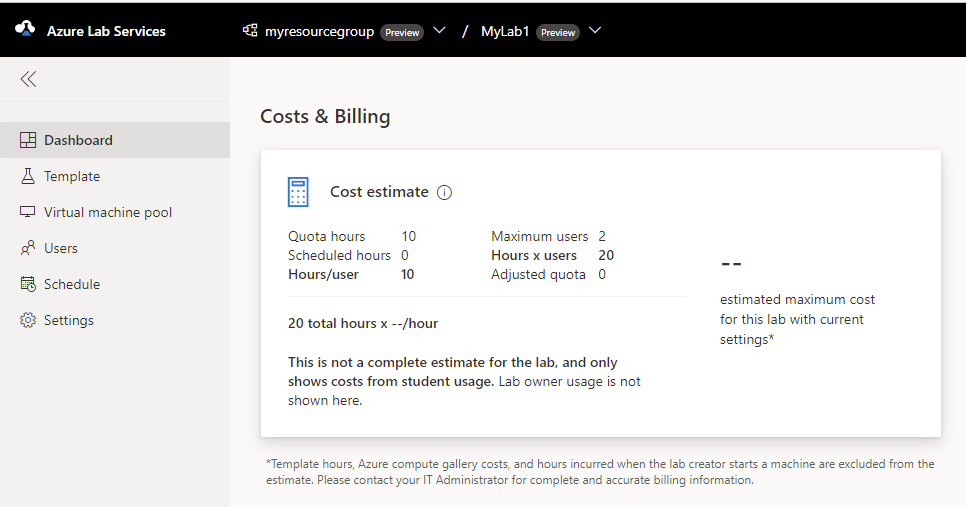 Azure Lab Services
myresourcegroup Preview / MyLab1 Preview
Dashboard
Template
Virtual machine pool
Users
Schedule
Settings
Costs & Billing
Cost estimate
Quota hours 10
Scheduled hours 0
Hours/user 10
Maximum users 2
Hours x users 20
Adjusted quota 0
20 total hours x --/hour
This is not a complete estimate for the lab, and only
shows costs from student usage. Lab owner usage is not
shown here.
--
estimated maximum cost
for this lab with current
settings*
*Template hours, Azure compute gallery costs, and hours incurred when the lab creator starts a machine are excluded from the
estimate. Please contact your IT Administrator for complete and accurate billing information.